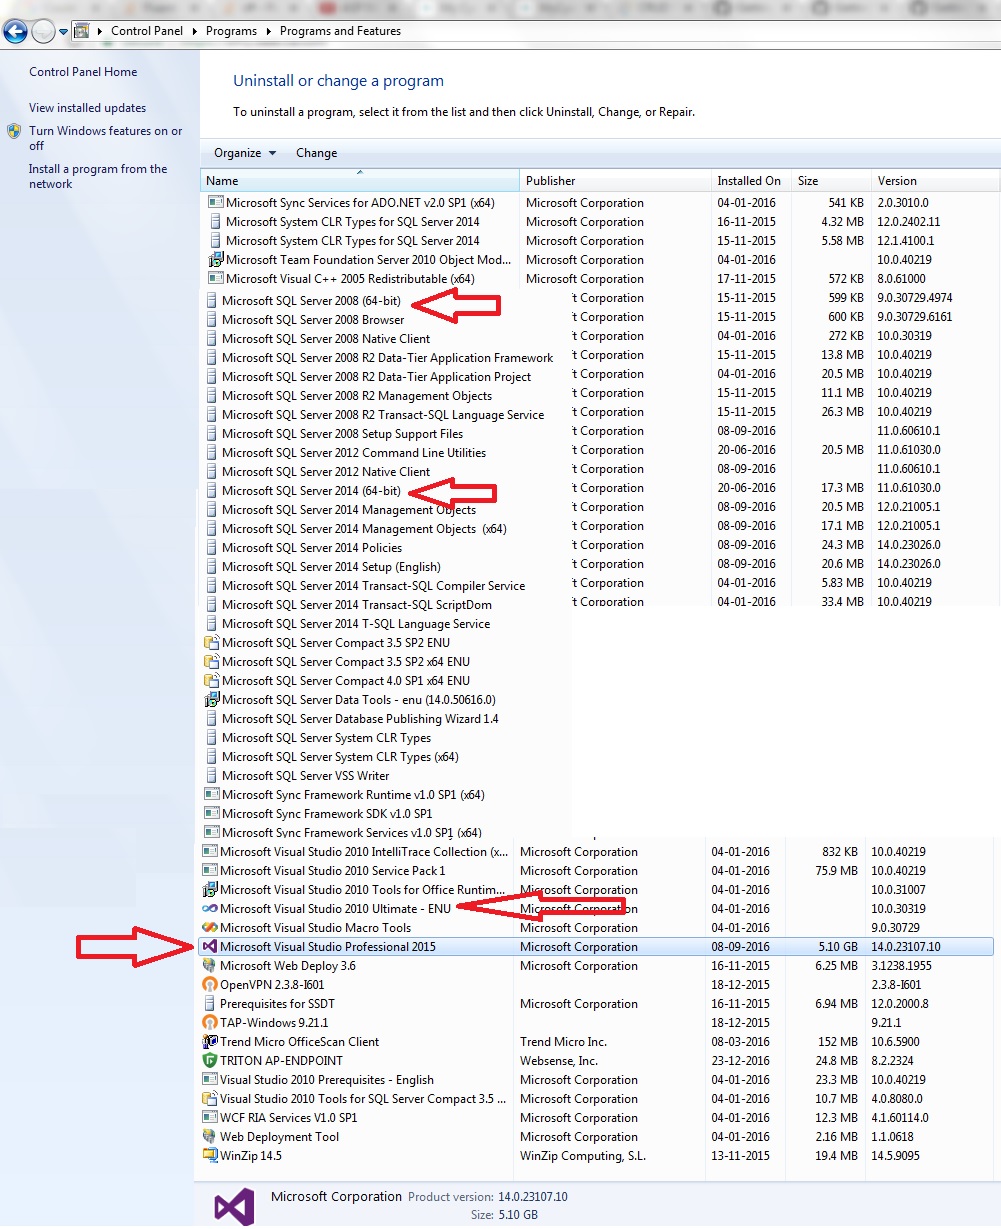 Control Panel Programs Programs and Features
Control Panel Home
View installed updates
Turn Windows features on or
off
Install a program from the
network
Uninstall or change a program
To uninstall a program, select it from the list and then click Uninstall, Change, or Repair.
Organize Change
Name Publisher Installed On Size Version
Microsoft Sync Services for ADO.NET v2.0 SP1 (x64) Microsoft Corporation 04-01-2016 541 KB 2.0.3010.0
Microsoft System CLR Types for SQL Server 2014 Microsoft Corporation 16-11-2015 4.32 MB 12.0.2402.11
Microsoft System CLR Types for SQL Server 2014 Microsoft Corporation 15-11-2015 5.58 MB 12.1.4100.1
Microsoft Team Foundation Server 2010 Object Mod... Microsoft Corporation 04-01-2016 10.0.40219
Microsoft Visual C++ 2005 Redistributable (x64) Microsoft Corporation 17-11-2015 572 KB 8.0.61000
Microsoft SQL Server 2008 (64-bit) t Corporation 15-11-2015 599 KB 9.0.30729.4974
Microsoft SQL Server 2008 Browser t Corporation 15-11-2015 600 KB 9.0.30729.6161
Microsoft SQL Server 2008 Native Client t Corporation 04-01-2016 272 KB 10.0.30319
Microsoft SQL Server 2008 R2 Data-Tier Application Framework t Corporation 15-11-2015 13.8 MB 10.0.40219
Microsoft SQL Server 2008 R2 Data-Tier Application Project t Corporation 04-01-2016 20.5 MB 10.0.40219
Microsoft SQL Server 2008 R2 Management Objects t Corporation 15-11-2015 11.1 MB 10.0.40219
Microsoft SQL Server 2008 R2 Transact-SQL Language Service t Corporation 15-11-2015 26.3 MB 10.0.40219
Microsoft SQL Server 2008 Setup Support Files t Corporation 08-09-2016 11.0.60610.1
Microsoft SQL Server 2012 Command Line Utilities t Corporation 20-06-2016 20.5 MB 11.0.61030.0
Microsoft SQL Server 2012 Native Client t Corporation 08-09-2016 11.0.60610.1
Microsoft SQL Server 2014 (64-bit) t Corporation 20-06-2016 17.3 MB 11.0.61030.0
Microsoft SQL Server 2014 Management Objects t Corporation 08-09-2016 20.5 MB 12.0.21005.1
Microsoft SQL Server 2014 Management Objects (x64) t Corporation 08-09-2016 17.1 MB 12.0.21005.1
Microsoft SQL Server 2014 Policies t Corporation 08-09-2016 24.3 MB 14.0.23026.0
Microsoft SQL Server 2014 Setup (English) t Corporation 08-09-2016 20.6 MB 14.0.23026.0
Microsoft SQL Server 2014 Transact-SQL Compiler Service t Corporation 04-01-2016 5.83 MB 10.0.40219
Microsoft SQL Server 2014 Transact-SQL ScriptDom t Corporation 04-01-2016 33.4 MB 10.0.40219
Microsoft SQL Server 2014 T-SQL Language Service
Microsoft SQL Server Compact 3.5 SP2 ENU
Microsoft SQL Server Compact 3.5 SP2 x64 ENU
Microsoft SQL Server Compact 4.0 SP1 x64 ENU
Microsoft SQL Server Data Tools - enu (14.0.50616.0)
Microsoft SQL Server Database Publishing Wizard 1.4
Microsoft SQL Server System CLR Types
Microsoft SQL Server System CLR Types (x64)
Microsoft SQL Server VSS Writer
Microsoft Sync Framework Runtime v1.0 SP1 (x64)
Microsoft Sync Framework SDK v1.0 SP1
Microsoft Sync Framework Services v1.0 SP1 (x64)
Microsoft Visual Studio 2010 IntelliTrace Collection (x... Microsoft Corporation 04-01-2016 832 KB 10.0.40219
Microsoft Visual Studio 2010 Service Pack 1 Microsoft Corporation 04-01-2016 75.9 MB 10.0.40219
Microsoft Visual Studio 2010 Tools for Office Runtim... Microsoft Corporation 04-01-2016 10.0.31007
Microsoft Visual Studio 2010 Ultimate - ENU Microsoft Corporation 04-01-2016 10.0.30319
Microsoft Visual Studio Macro Tools Microsoft Corporation 04-01-2016 9.0.30729
Microsoft Visual Studio Professional 2015 Microsoft Corporation 08-09-2016 5.10 GB 14.0.23107.10
Microsoft Web Deploy 3.6 Microsoft Corporation 16-11-2015 6.25 MB 3.1238.1955
OpenVPN 2.3.8-I601 18-12-2015 2.3.8-I601
Prerequisites for SSDT Microsoft Corporation 16-11-2015 6.94 MB 12.0.2000.8
TAP-Windows 9.21.1 18-12-2015 9.21.1
Trend Micro OfficeScan Client Trend Micro Inc. 08-03-2016 152 MB 10.6.5900
TRITON AP-ENDPOINT Websense, Inc. 23-12-2016 24.8 MB 8.2.2324
Visual Studio 2010 Prerequisites - English Microsoft Corporation 04-01-2016 23.3 MB 10.0.40219
Visual Studio 2010 Tools for SQL Server Compact 3.5 ... Microsoft Corporation 04-01-2016 10.7 MB 4.0.8080.0
WCF RIA Services V1.0 SP1 Microsoft Corporation 04-01-2016 12.3 MB 4.1.60114.0
Web Deployment Tool Microsoft Corporation 04-01-2016 2.16 MB 1.1.0618
WinZip 14.5 WinZip Computing, S.L. 13-11-2015 19.4 MB 14.5.9095
Microsoft Corporation Product version: 14.0.23107.10
Size: 5.10 GB